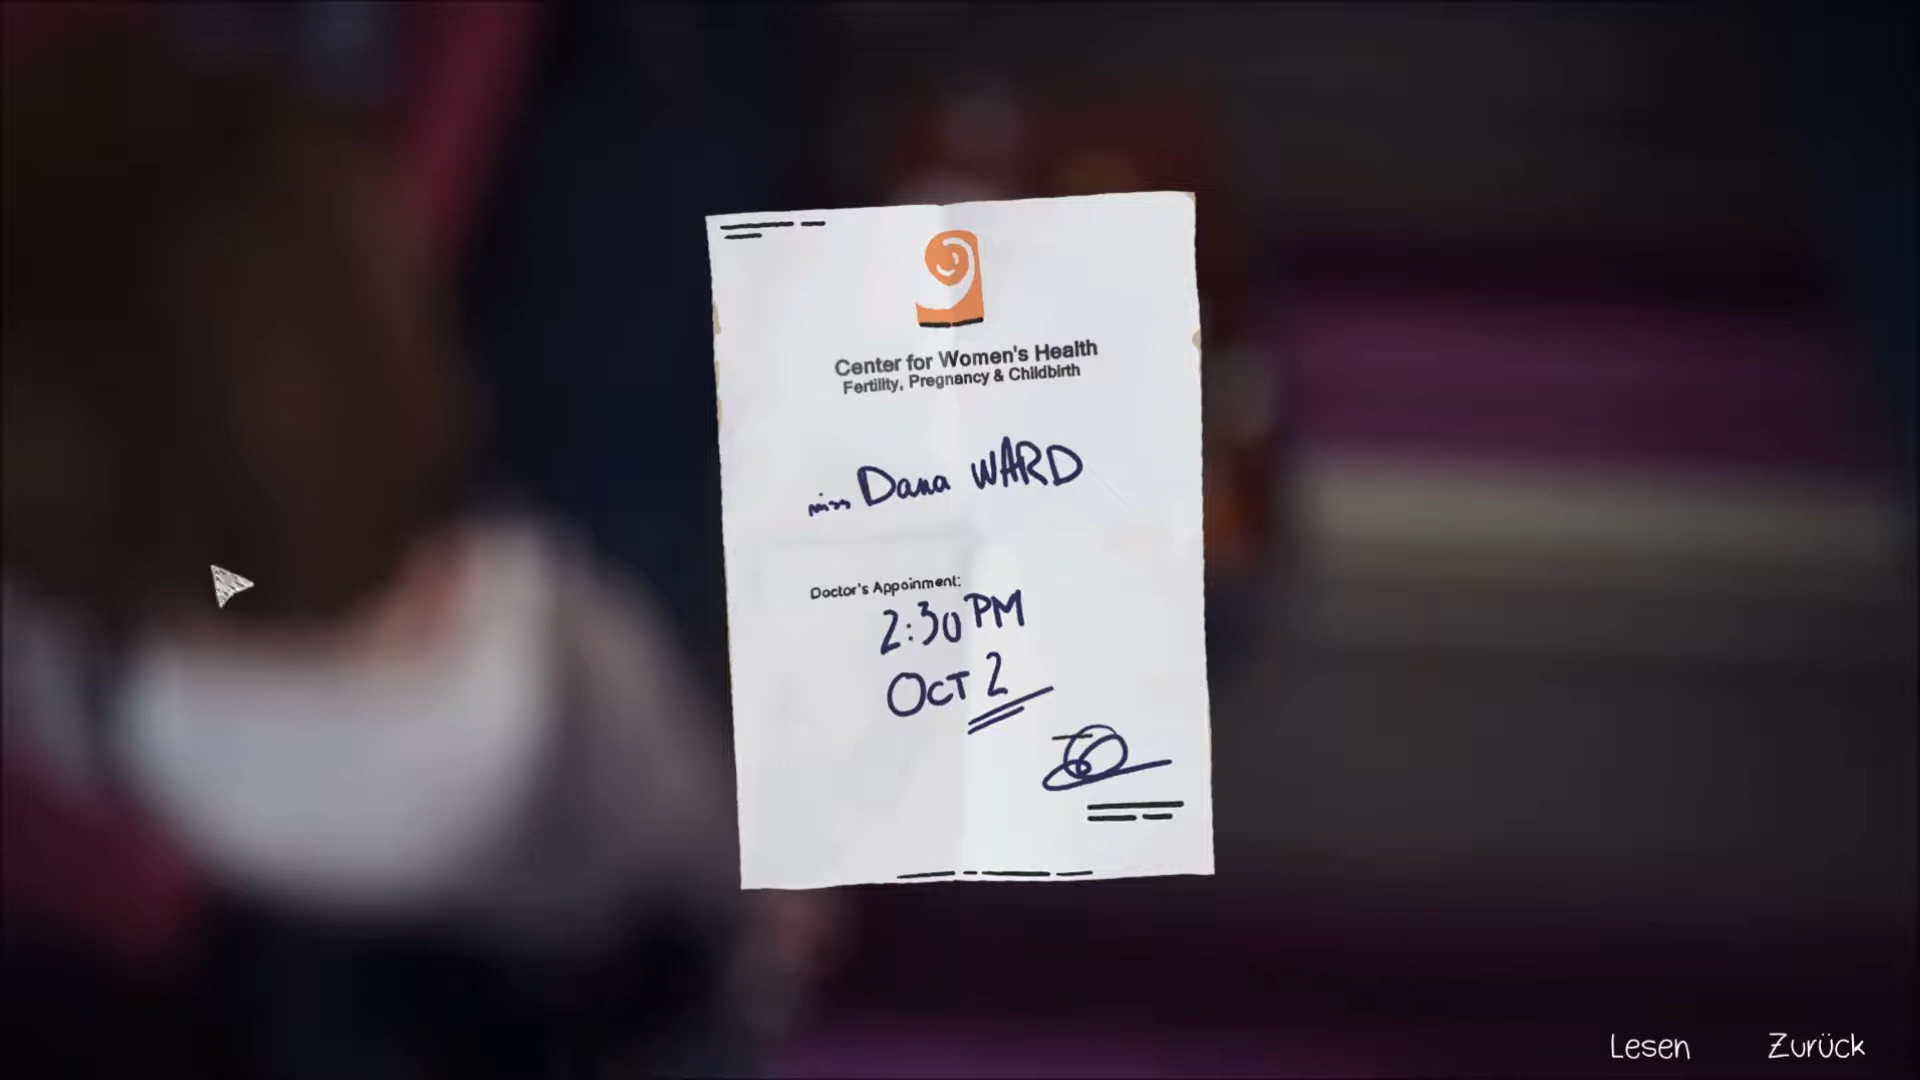 Center for Women's Health
Fertility, Pregnancy & Childbirth
miss Dana WARD
Doctor's Appoinment:
2:30 PM
OCT 2
Lesen Zurück